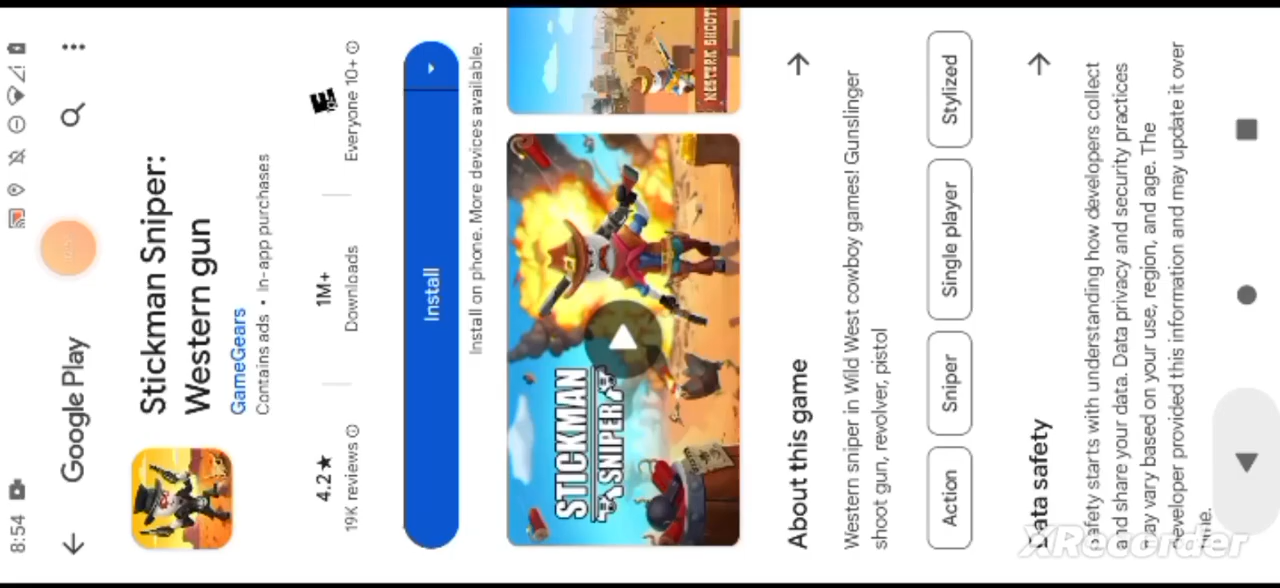 8:54
Google Play
Stickman Sniper:
Western gun
GameGears
Contains ads • In-app purchases
4.2★
19K reviews
1M+
Downloads
E
Everyone 10+
Install
Install on phone. More devices available.
STICKMAN
SNIPER
WESTERN SHOOT
About this game
Western sniper in Wild West cowboy games! Gunslinger
shoot gun, revolver, pistol
Action
Sniper
Single player
Stylized
Data safety
Safety starts with understanding how developers collect
and share your data. Data privacy and security practices
may vary based on your use, region, and age. The
developer provided this information and may update it over
time.
XRecorder